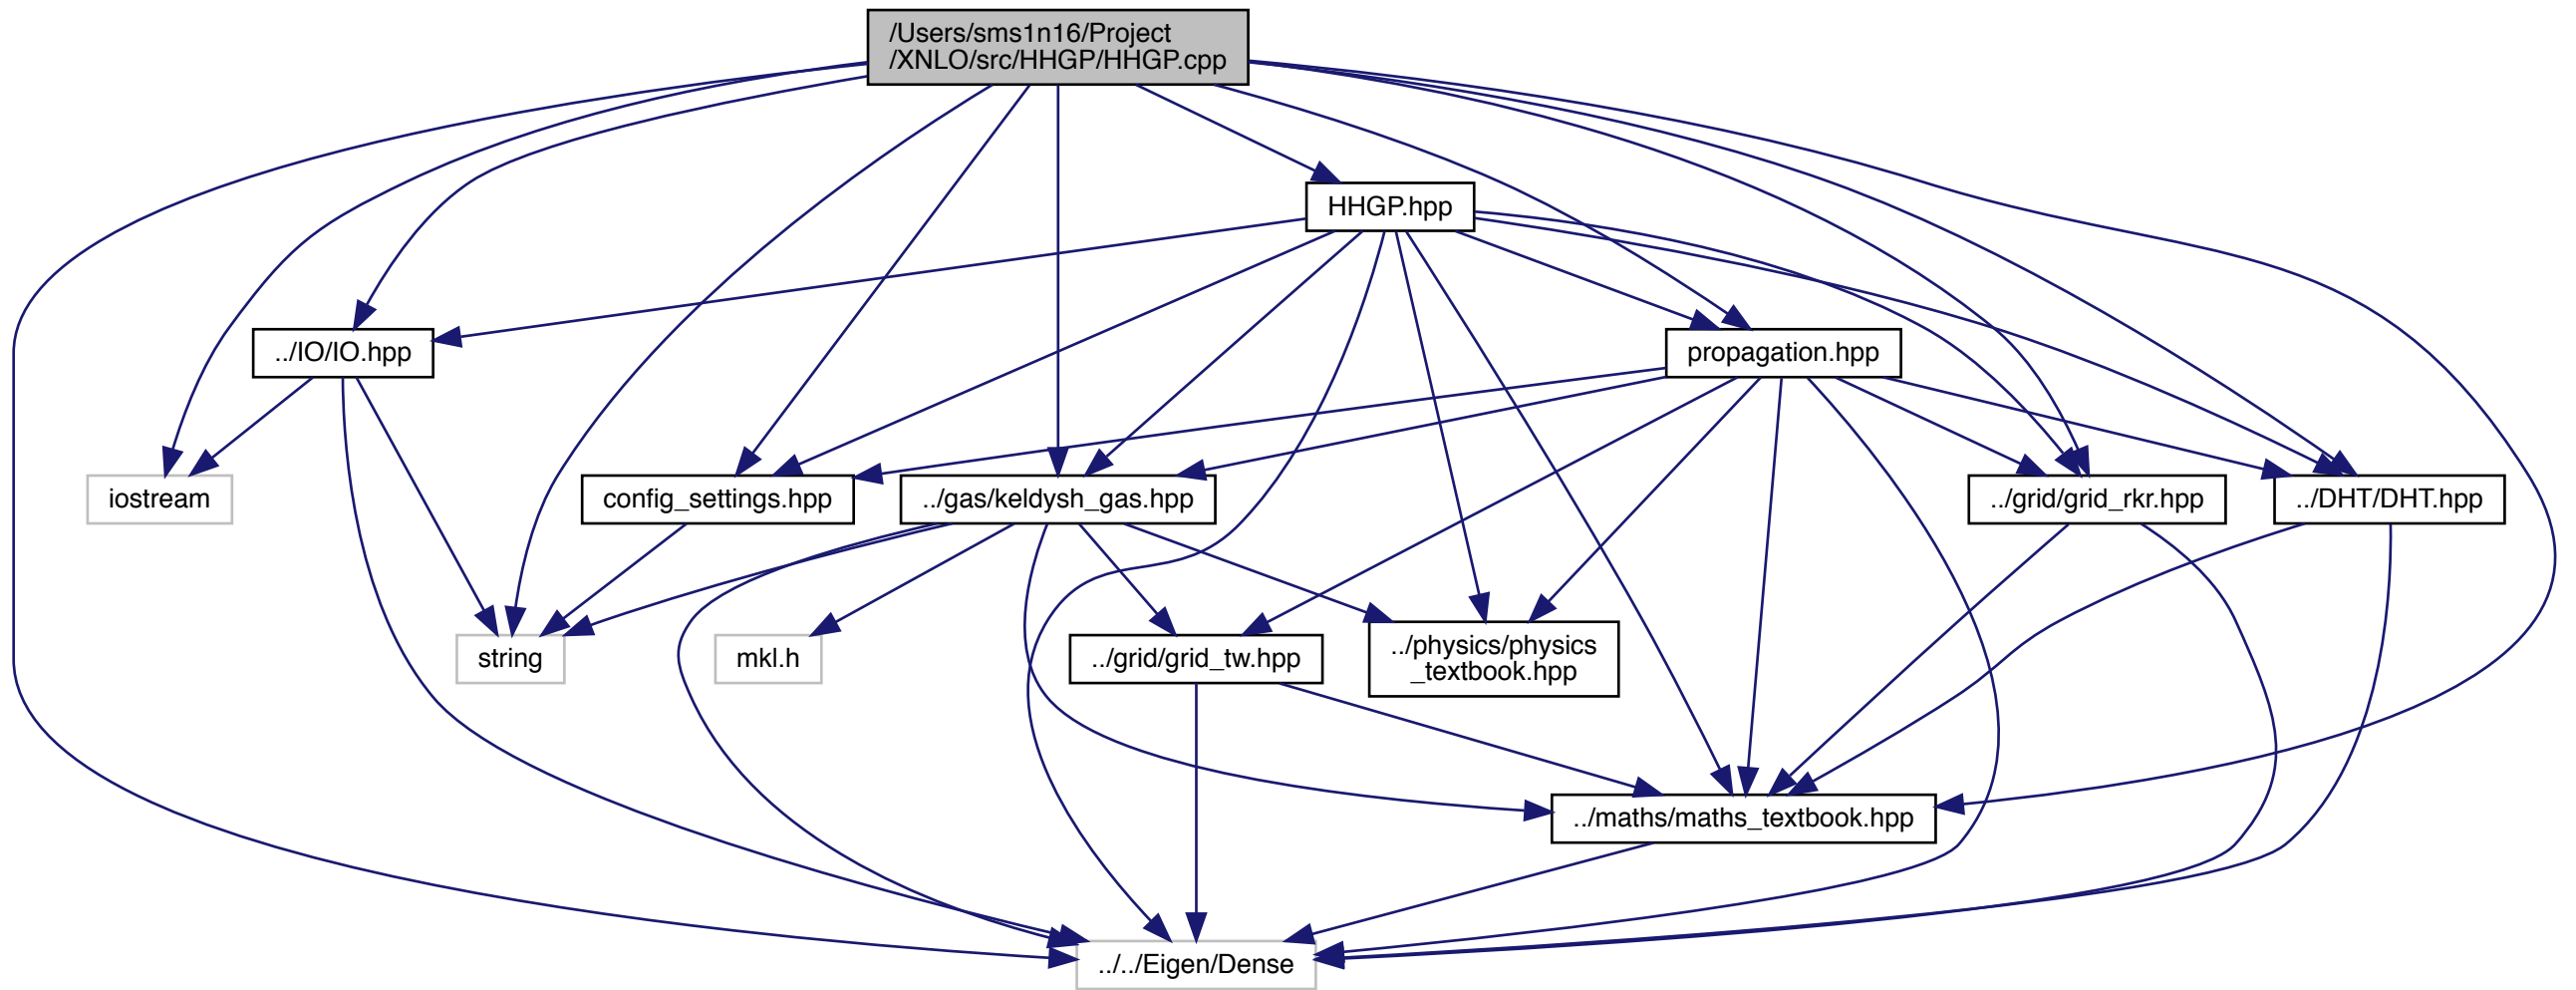 /Users/sms1n16/Project
/XNLO/src/HHGP/HHGP.cpp
HHGP.hpp
../IO/IO.hpp
propagation.hpp
iostream
config_settings.hpp
../gas/keldysh_gas.hpp
../grid/grid_rkr.hpp
../DHT/DHT.hpp
string
mkl.h
../grid/grid_tw.hpp
../physics/physics
_textbook.hpp
../maths/maths_textbook.hpp
../../Eigen/Dense